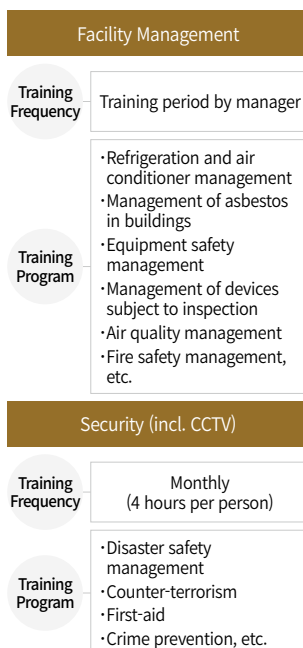 Facility Management
Training
Frequency
Training period by manager
Training
Program
·Refrigeration and air
conditioner management
·Management of asbestos
in buildings
·Equipment safety
management
·Management of devices
subject to inspection
·Air quality management
·Fire safety management,
etc.
Security (incl. CCTV)
Training
Frequency
Monthly
(4 hours per person)
Training
Program
·Disaster safety
management
·Counter-terrorism
·First-aid
·Crime prevention, etc.